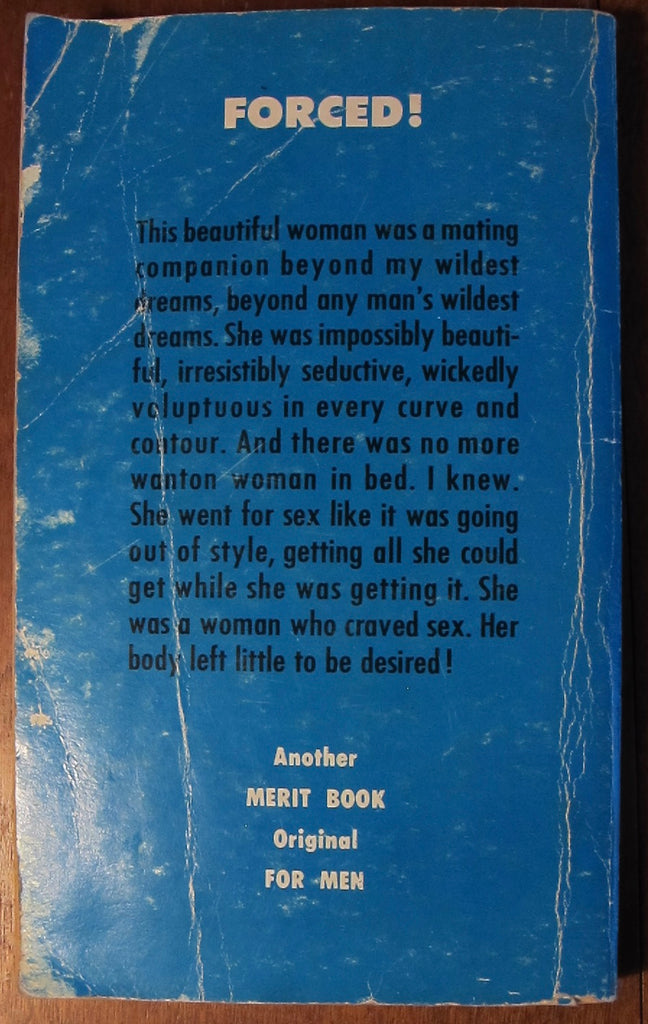 FORCED!
This beautiful woman was a mating
companion beyond my wildest
dreams, beyond any man's wildest
dreams. She was impossibly beauti-
ful, irresistibly seductive, wickedly
voluptuous in every curve and
contour. And there was no more
wanton woman in bed. I knew.
She went for sex like it was going
out of style, getting all she could
get while she was getting it. She
was a woman who craved sex. Her
body left little to be desired!
Another
MERIT BOOK
Original
FOR MEN